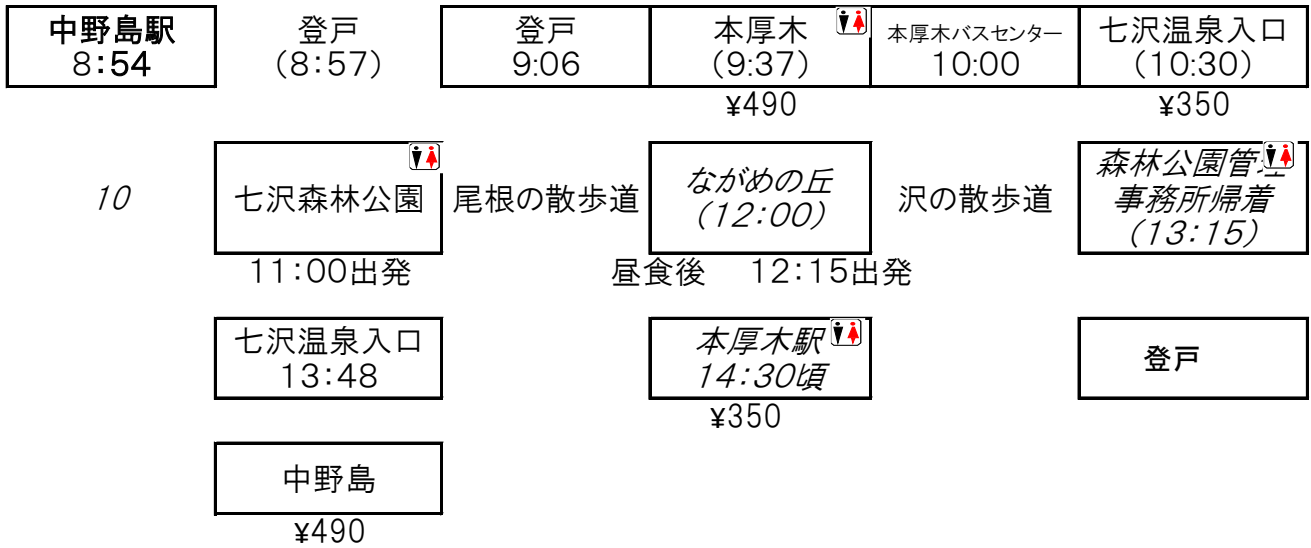 中野島駅 登戸 登戸 本厚木 本厚木バスセンター 七沢温泉入口
8:54 (8:57) 9:06 (9:37) 10:00 (10:30)
¥490 ¥350
10 七沢森林公園 尾根の散歩道 ながめの丘 (12:00) 沢の散歩道 森林公園管理 事務所帰着 (13:15)
11:00出発 昼食後 12:15出発
七沢温泉入口 本厚木駅 登戸
13:48 14:30頃
¥350
中野島
¥490